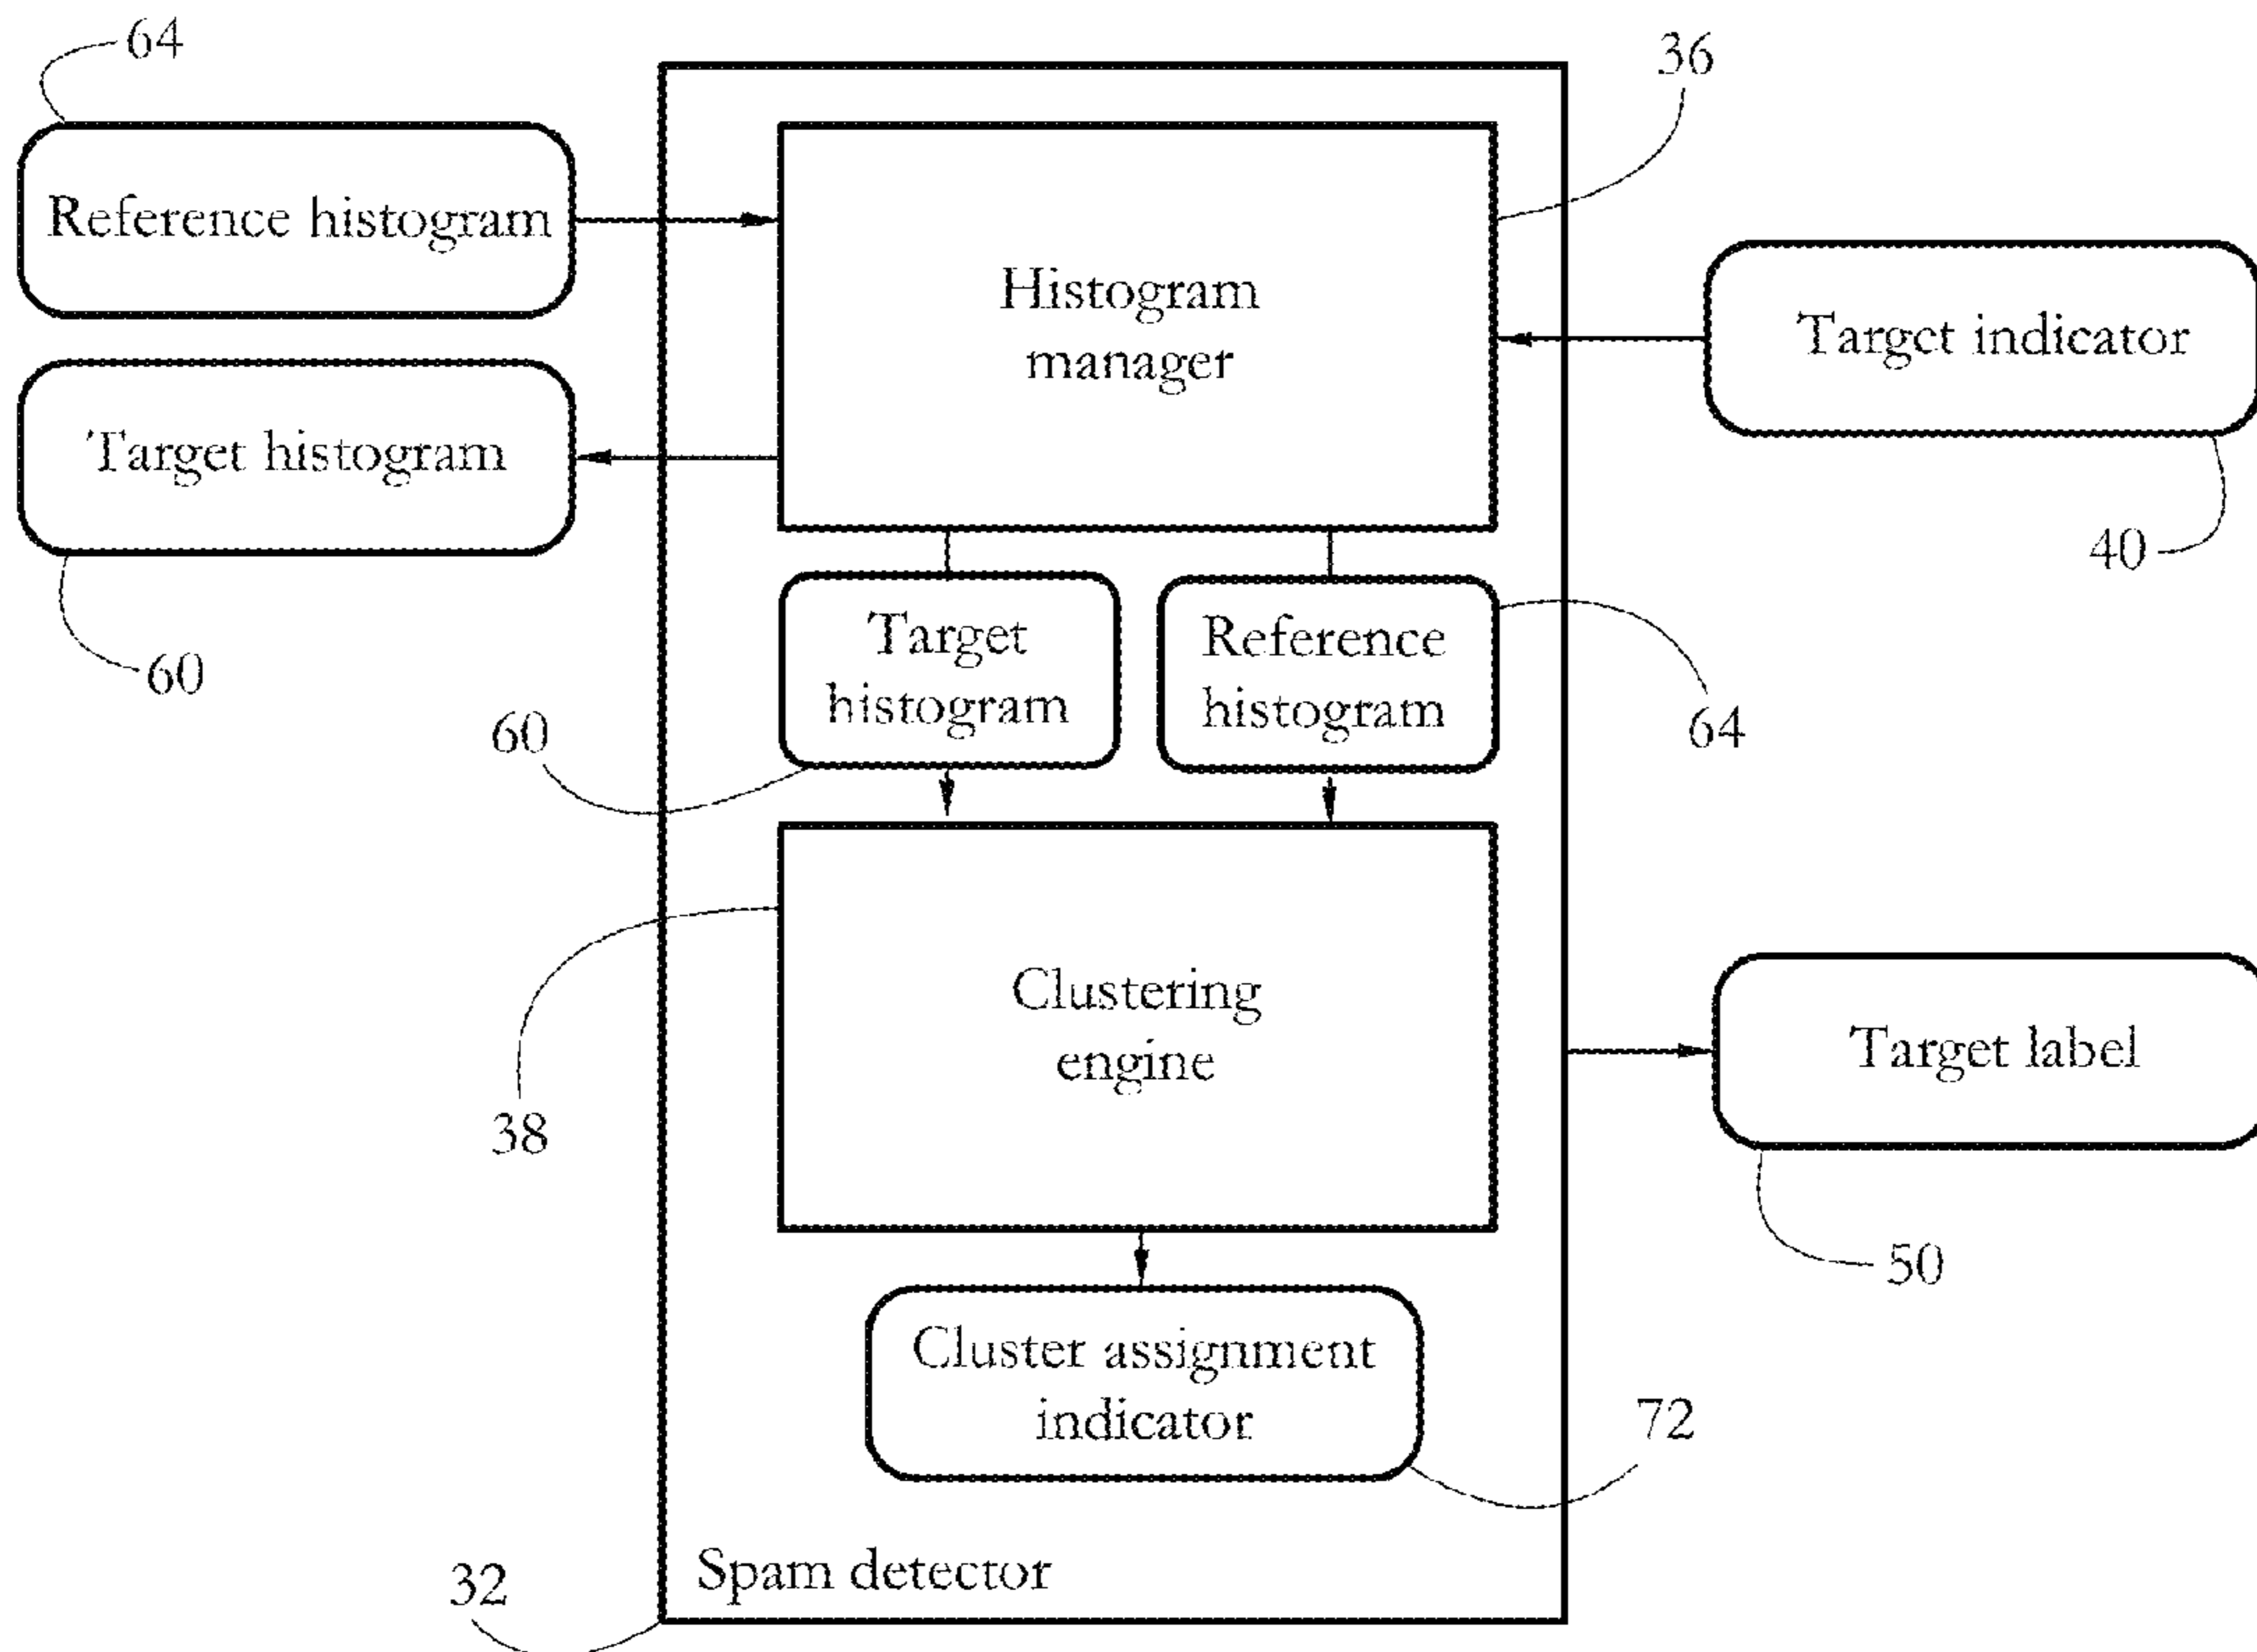 64
36
Reference histogram
Histogram
manager
Target indicator
Target histogram
40
60
Target
histogram
Reference
histogram
60
64
Clustering
engine
Target label
38
50
Cluster assignment
indicator
72
Spam detector
32